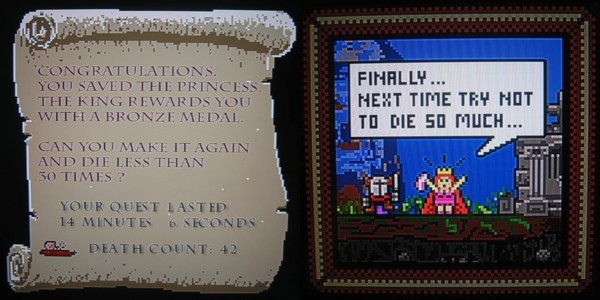 CONGRATULATIONS.
YOU SAVED THE PRINCESS.
THE KING REWARDS YOU
WITH A BRONZE MEDAL.
CAN YOU MAKE IT AGAIN
AND DIE LESS THAN
30 TIMES ?
YOUR QUEST LASTED
14 MINUTES 6 SECONDS
DEATH COUNT: 42
FINALLY...
NEXT TIME TRY NOT
TO DIE SO MUCH...